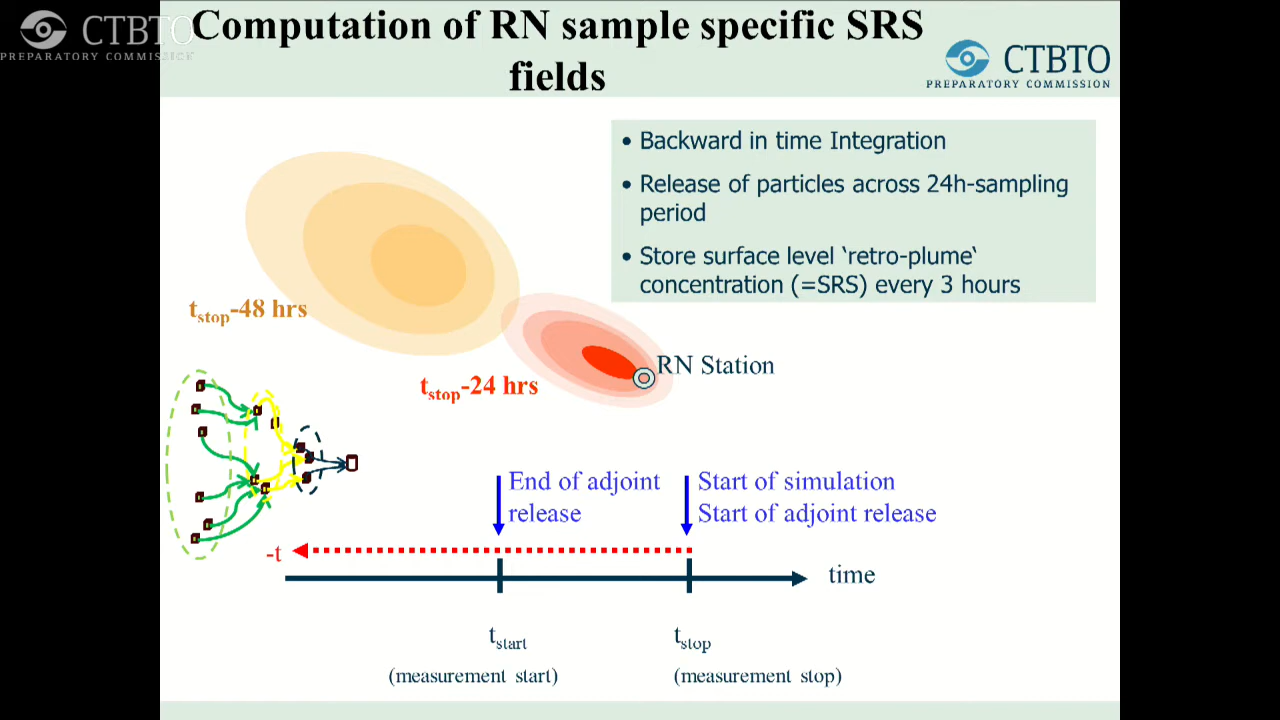 CTBTO
PREPARATORY COMMISSION
Computation of RN sample specific SRS
fields
CTBTO
PREPARATORY COMMISSION
• Backward in time Integration
• Release of particles across 24h-sampling
period
• Store surface level ‘retro-plume‘
concentration (=SRS) every 3 hours
tstop-48 hrs
RN Station
tstop-24 hrs
End of adjoint
release
Start of simulation
Start of adjoint release
-t
time
tstart
(measurement start)
tstop
(measurement stop)